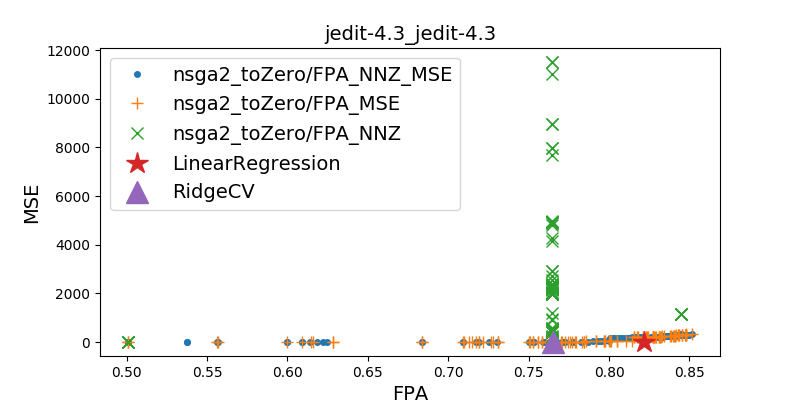 jedit-4.3_jedit-4.3
12000
10000
8000
6000
4000
2000
0
MSE
nsga2_toZero/FPA_NNZ_MSE
nsga2_toZero/FPA_MSE
nsga2_toZero/FPA_NNZ
LinearRegression
RidgeCV
0.50 0.55 0.60 0.65 0.70 0.75 0.80 0.85
FPA